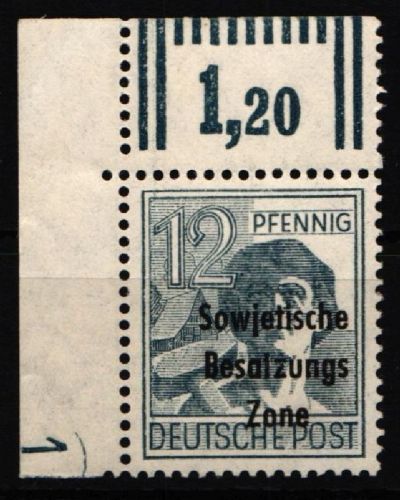 1,20
12 PFENNIG
Sowjetische
Besatzungs
Zone
DEUTSCHE POST
1